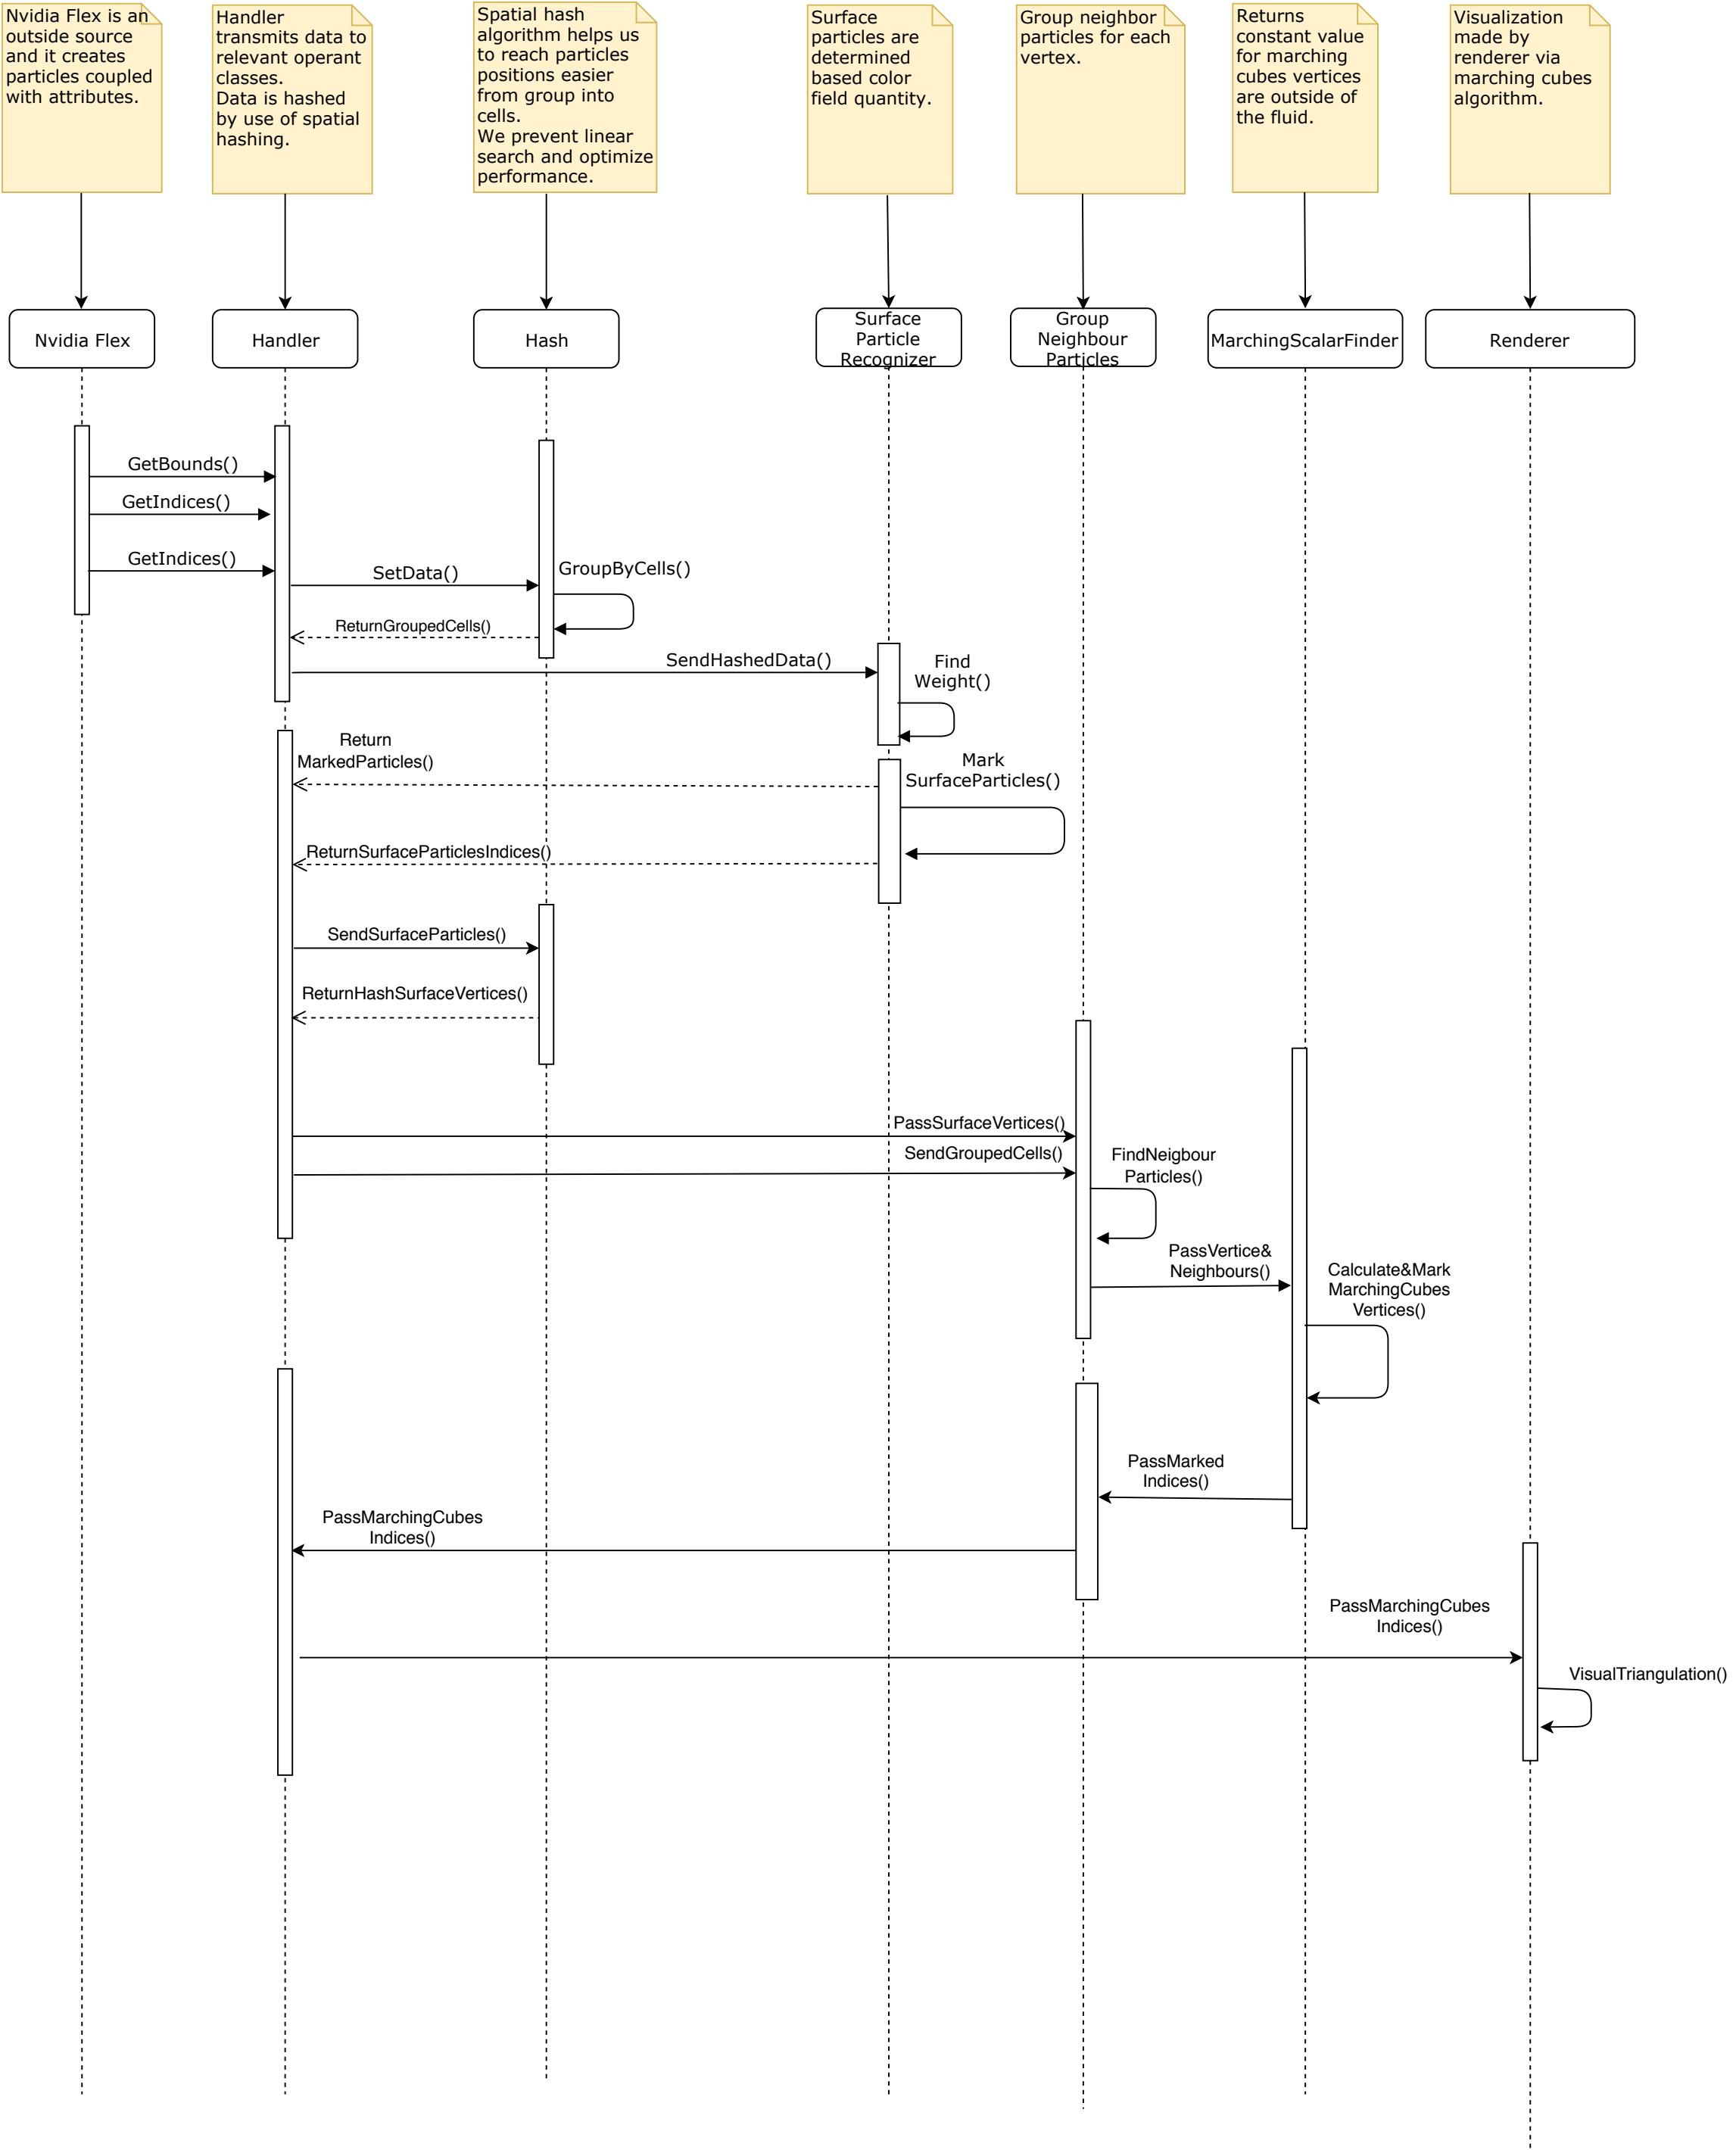 Nvidia Flex is an
outside source
and it creates
particles coupled
with attributes.
Handler
transmits data to
relevant operant
classes.
Data is hashed
by use of spatial
hashing.
Spatial hash
algorithm helps us
to reach particles
positions easier
from group into
cells.
We prevent linear
search and optimize
performance.
Surface
particles are
determined
based color
field quantity.
Group neighbor
particles for each
vertex.
Returns
constant value
for marching
cubes vertices
are outside of
the fluid.
Visualization
made by
renderer via
marching cubes
algorithm.
Nvidia Flex
Handler
Hash
Surface
Particle
Recognizer
Group
Neighbour
Particles
MarchingScalarFinder
Renderer
GetBounds()
GetIndices()
GetIndices()
SetData()
GroupByCells()
ReturnGroupedCells()
SendHashedData()
Find
Weight()
Return
MarkedParticles()
Mark
SurfaceParticles()
ReturnSurfaceParticlesIndices()
SendSurfaceParticles()
ReturnHashSurfaceVertices()
PassSurfaceVertices()
SendGroupedCells()
FindNeigbour
Particles()
PassVertice&
Neighbours()
Calculate&Mark
MarchingCubes
Vertices()
PassMarked
Indices()
PassMarchingCubes
Indices()
PassMarchingCubes
Indices()
VisualTriangulation()